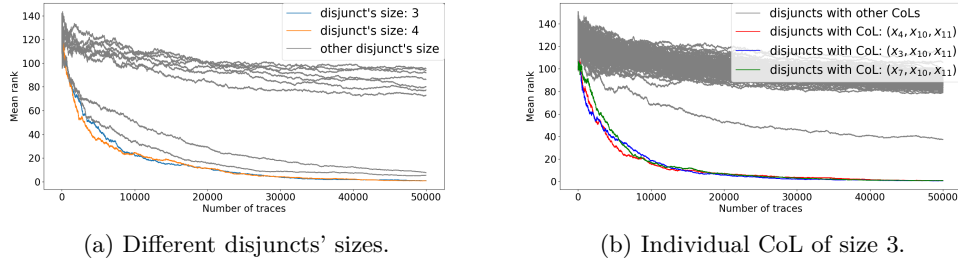 disjunct's size: 3
disjunct's size: 4
other disjunct's size
Mean rank
140
120
100
80
60
40
20
0
0 10000 20000 30000 40000 50000
Number of traces
(a) Different disjuncts' sizes.
disjuncts with other CoLs
disjuncts with CoL: (x₄, x₁₀, x₁₁)
disjuncts with CoL: (x₃, x₁₀, x₁₁)
disjuncts with CoL: (x₇, x₁₀, x₁₁)
Mean rank
140
120
100
80
60
40
20
0
0 10000 20000 30000 40000 50000
Number of traces
(b) Individual CoL of size 3.